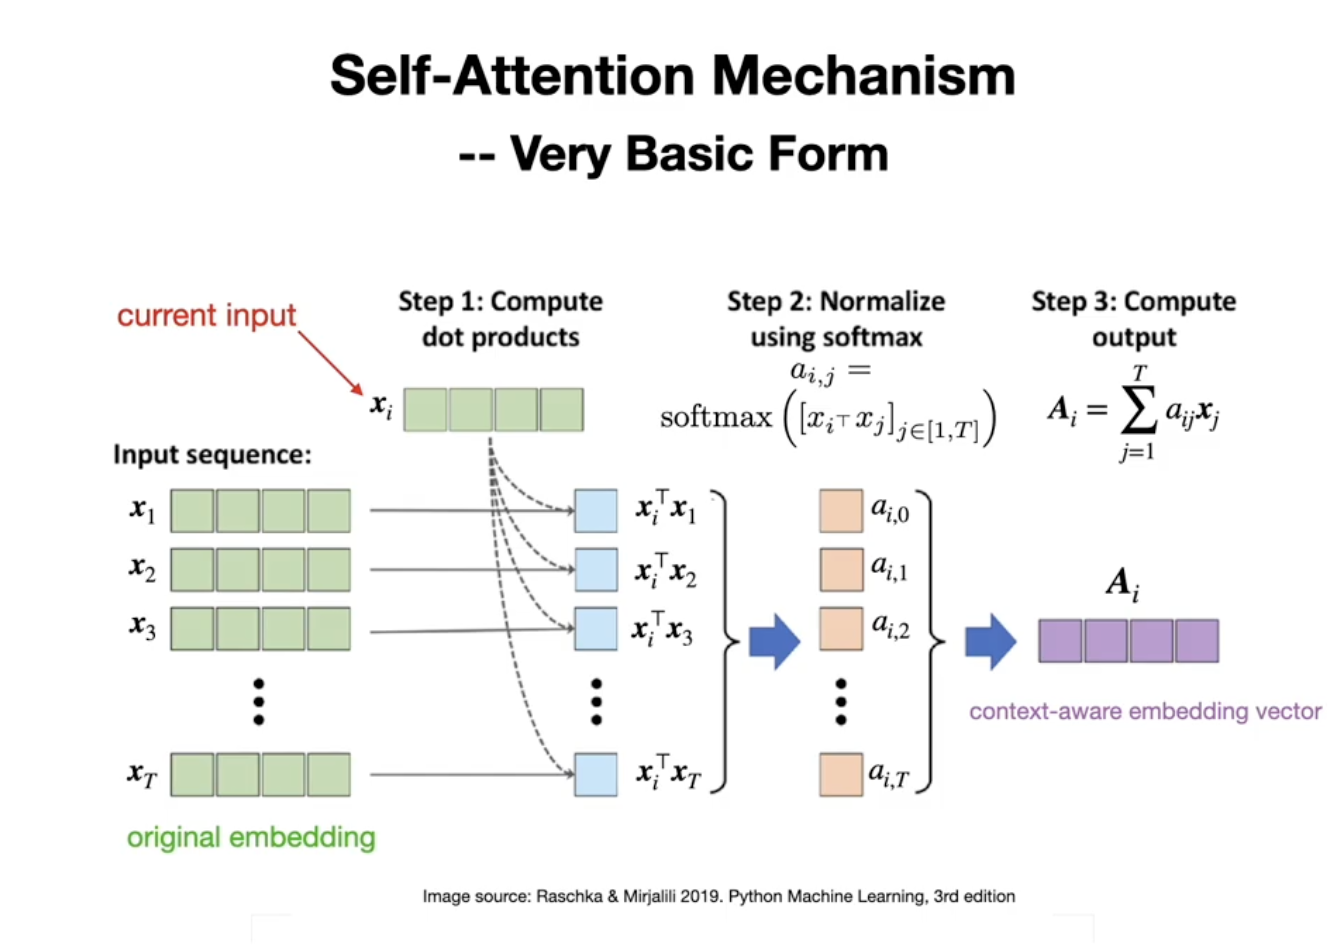 Self-Attention Mechanism
-- Very Basic Form
current input
Step 1: Compute
dot products
Step 2: Normalize
using softmax
a_{i,j} =
softmax ([x_{i^⊤} x_j]_{j∈[1,T]})
Step 3: Compute
output
A_i = ∑_{j=1}^{T} a_{ij}x_j
x_i
Input sequence:
x_1
x_i^⊤x_1
a_{i,0}
x_2
x_i^⊤x_2
a_{i,1}
x_3
x_i^⊤x_3
a_{i,2}
A_i
context-aware embedding vector
x_T
x_i^⊤x_T
a_{i,T}
original embedding
Image source: Raschka & Mirjalili 2019. Python Machine Learning, 3rd edition